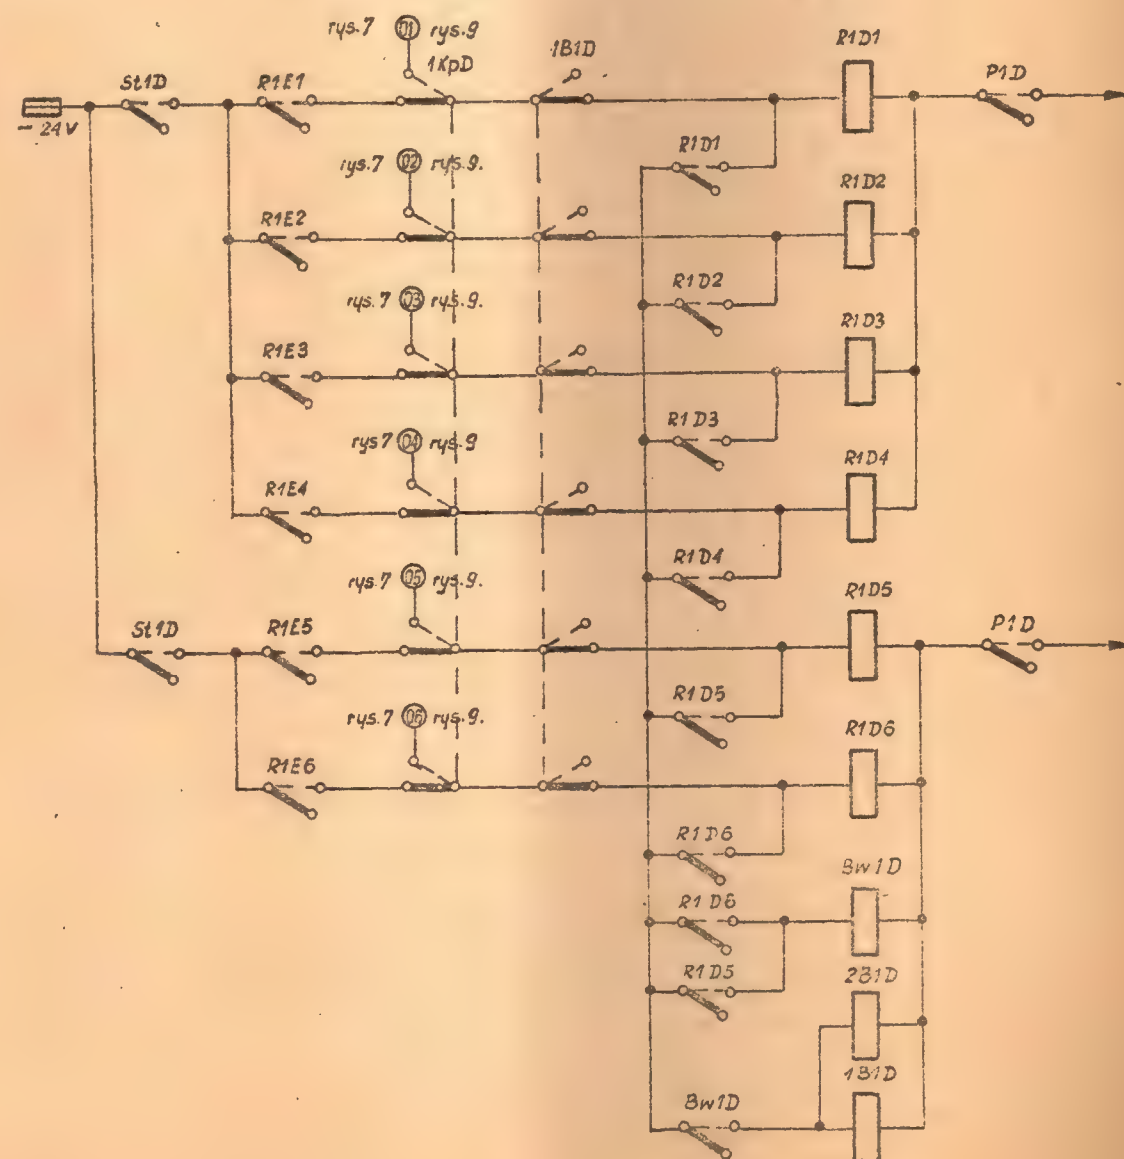 rys.7 01 rys.9
1KpD
1B1D
R1D1
St1D
R1E1
P1D
- 24V
R1D1
rys.7 02 rys.9.
R1D2
R1E2
R1D2
rys.7 03 rys.9.
R1D3
R1E3
R1D3
rys7 04 rys.9
R1D4
R1E4
R1D4
rys.7 05 rys.9.
R1D5
St1D
R1E5
P1D
R1D5
rys.7 06 rys.9.
R1D6
R1E6
R1D6
Bw1D
R1D6
R1D5
2B1D
1B1D
Bw1D